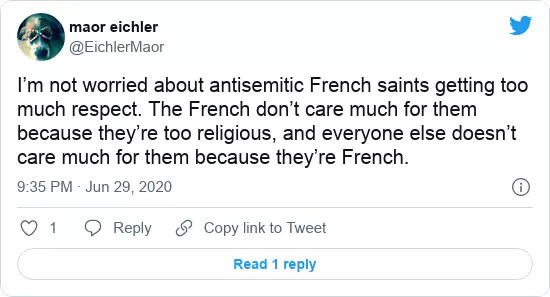 maor eichler
@EichlerMaor
I’m not worried about antisemitic French saints getting too
much respect. The French don’t care much for them
because they’re too religious, and everyone else doesn’t
care much for them because they’re French.
9:35 PM · Jun 29, 2020
1 Reply Copy link to Tweet
Read 1 reply